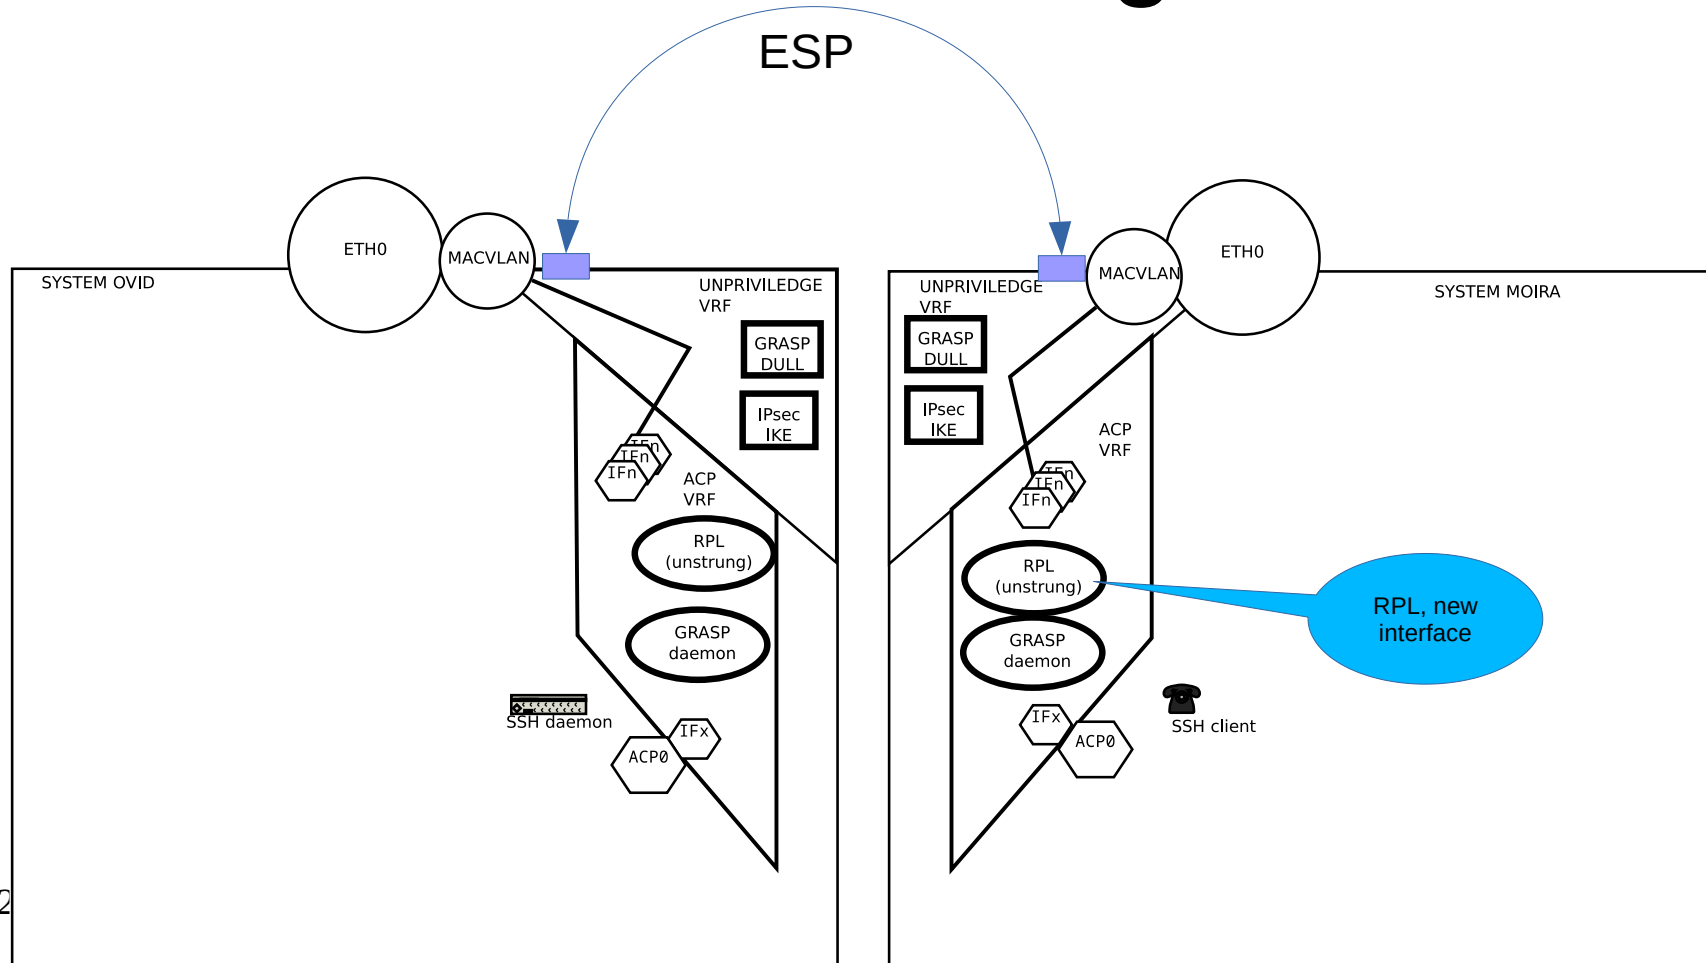 ESP
ETH0
MACVLAN
SYSTEM OVID
UNPRIVILEDGE
VRF
GRASP
DULL
IPsec
IKE
IFn
IFn
IFn
ACP
VRF
RPL
(unstrung)
GRASP
daemon
SSH daemon
IFx
ACP0
MACVLAN
ETH0
SYSTEM MOIRA
UNPRIVILEDGE
VRF
GRASP
DULL
IPsec
IKE
ACP
VRF
IFn
IFn
IFn
RPL
(unstrung)
RPL, new
interface
GRASP
daemon
IFx
ACP0
SSH client
2